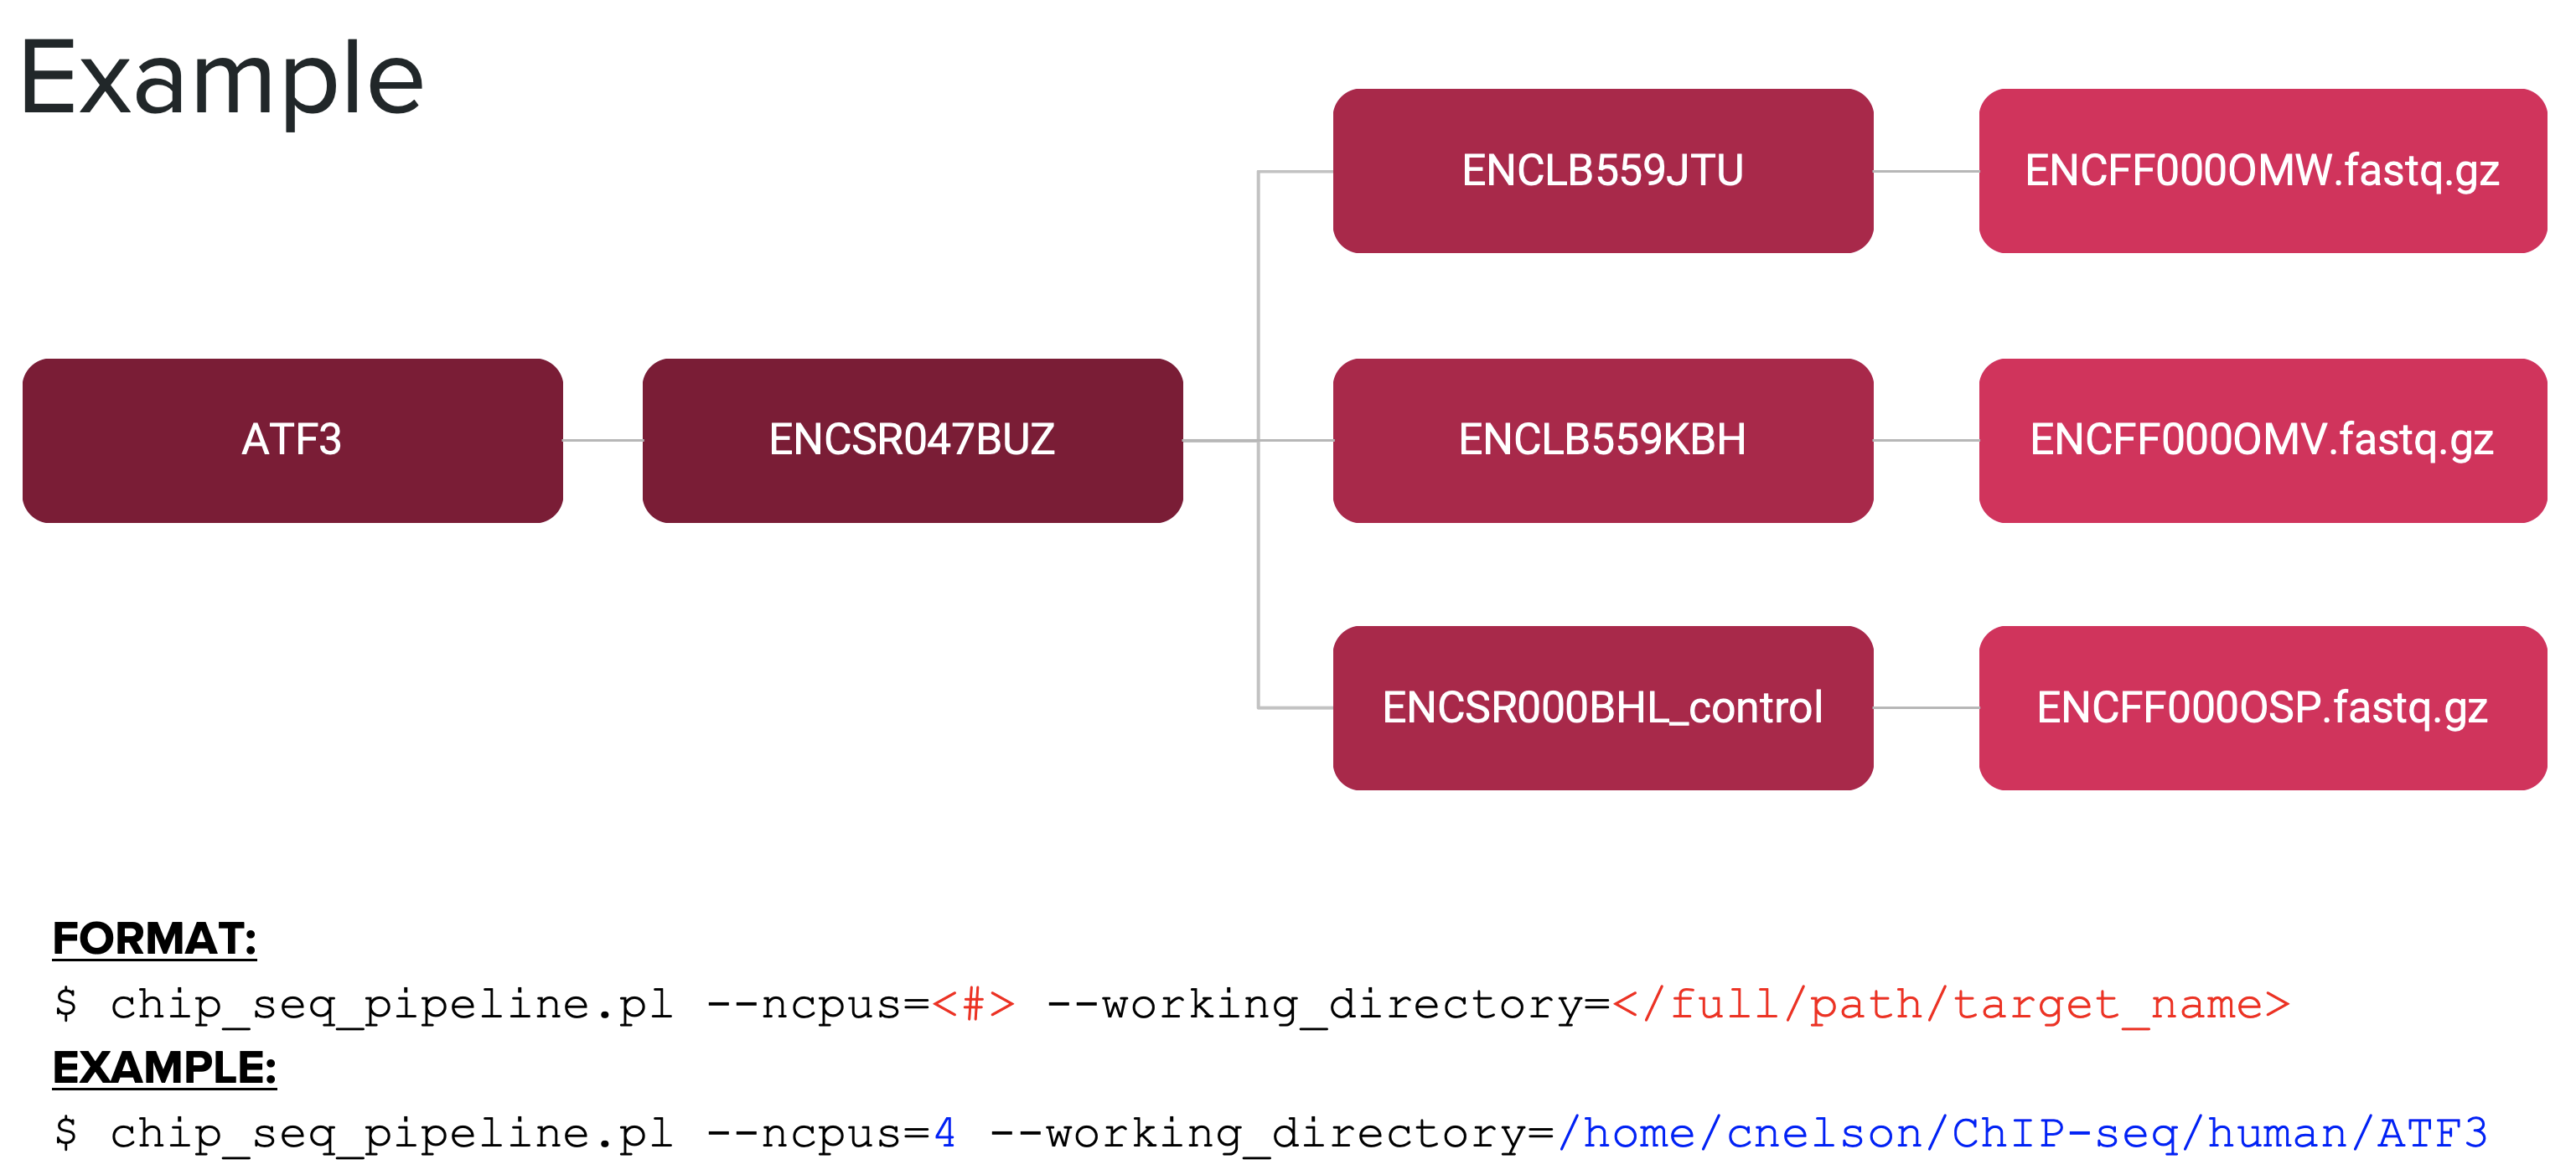 Example
ENCLB559JTU
ENCFF000OMW.fastq.gz
ATF3
ENCSR047BUZ
ENCLB559KBH
ENCFF000OMV.fastq.gz
ENCSR000BHL_control
ENCFF000OSP.fastq.gz
FORMAT:
$ chip_seq_pipeline.pl --ncpus=<#> --working_directory=</full/path/target_name>
EXAMPLE:
$ chip_seq_pipeline.pl --ncpus=4 --working_directory=/home/cnelson/ChIP-seq/human/ATF3